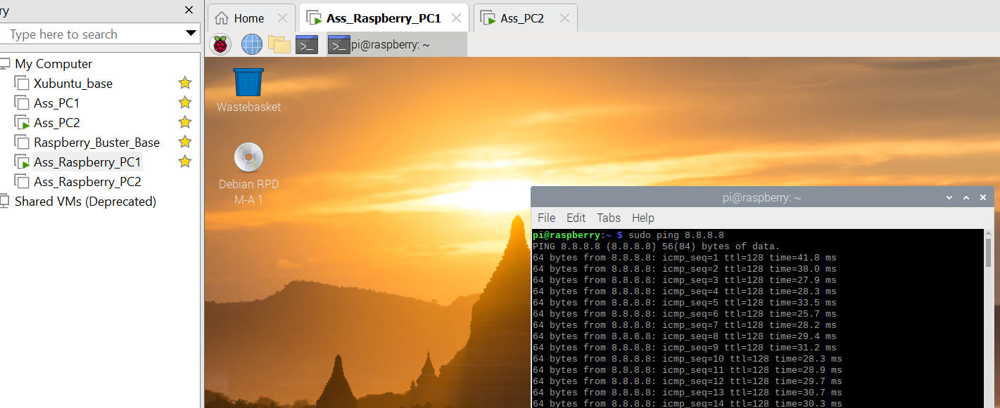 ry
Type here to search
My Computer
Xubuntu_base
Ass_PC1
Ass_PC2
Raspberry_Buster_Base
Ass_Raspberry_PC1
Ass_Raspberry_PC2
Shared VMs (Deprecated)
Home
Ass_Raspberry_PC1
Ass_PC2
pi@raspberry: ~
Wastebasket
Debian RPD
M-A 1
pi@raspberry: ~
File Edit Tabs Help
pi@raspberry:~ $ sudo ping 8.8.8.8
PING 8.8.8.8 (8.8.8.8) 56(84) bytes of data.
64 bytes from 8.8.8.8: icmp_seq=1 ttl=128 time=41.8 ms
64 bytes from 8.8.8.8: icmp_seq=2 ttl=128 time=38.0 ms
64 bytes from 8.8.8.8: icmp_seq=3 ttl=128 time=27.9 ms
64 bytes from 8.8.8.8: icmp_seq=4 ttl=128 time=28.3 ms
64 bytes from 8.8.8.8: icmp_seq=5 ttl=128 time=33.5 ms
64 bytes from 8.8.8.8: icmp_seq=6 ttl=128 time=25.7 ms
64 bytes from 8.8.8.8: icmp_seq=7 ttl=128 time=28.2 ms
64 bytes from 8.8.8.8: icmp_seq=8 ttl=128 time=29.4 ms
64 bytes from 8.8.8.8: icmp_seq=9 ttl=128 time=31.2 ms
64 bytes from 8.8.8.8: icmp_seq=10 ttl=128 time=28.3 ms
64 bytes from 8.8.8.8: icmp_seq=11 ttl=128 time=28.9 ms
64 bytes from 8.8.8.8: icmp_seq=12 ttl=128 time=29.7 ms
64 bytes from 8.8.8.8: icmp_seq=13 ttl=128 time=30.7 ms
64 bytes from 8.8.8.8: icmp_seq=14 ttl=128 time=30.3 ms